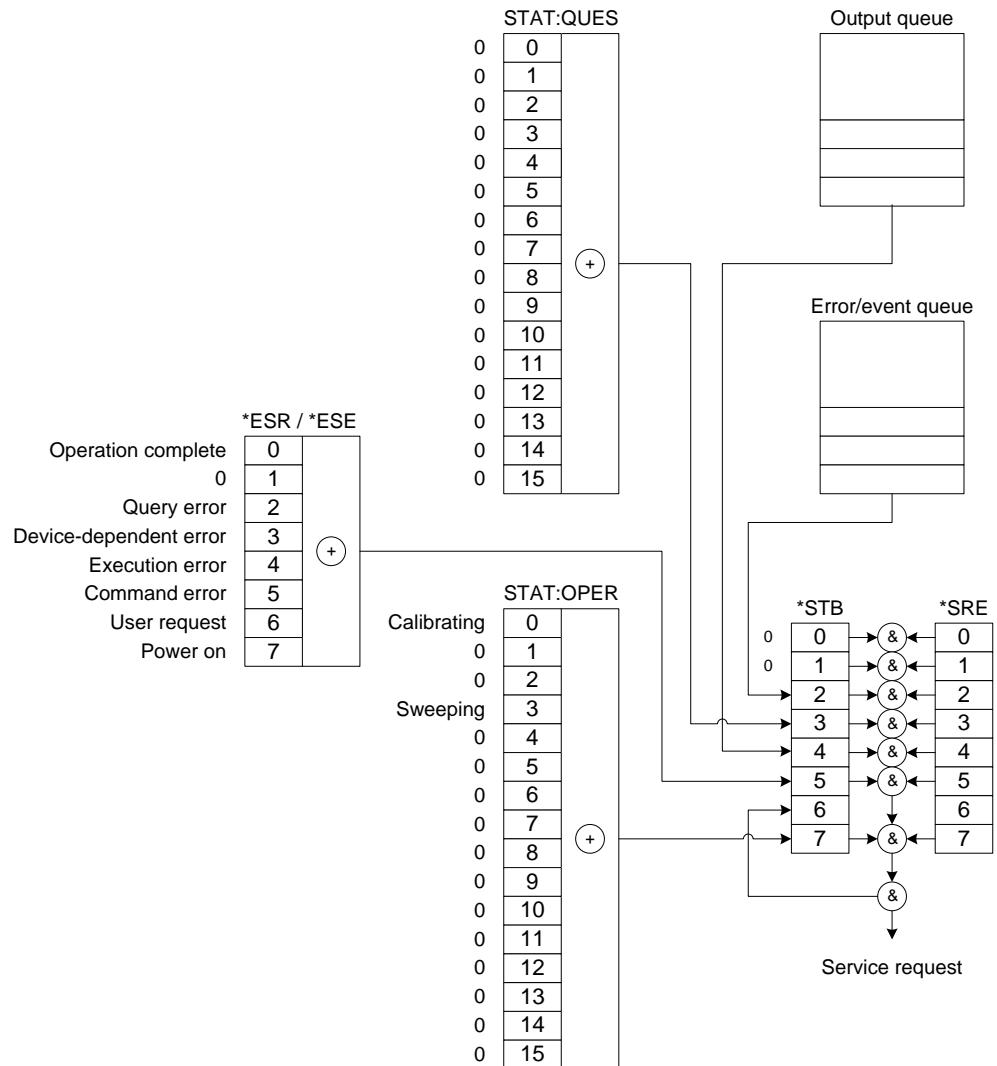 STAT:QUES
0 0
0 1
0 2
0 3
0 4
0 5
0 6
0 7
0 8
0 9
0 10
0 11
0 12
0 13
0 14
0 15
+
Output queue
Error/event queue
*ESR / *ESE
Operation complete 0
0 1
Query error 2
Device-dependent error 3
Execution error 4
Command error 5
User request 6
Power on 7
+
STAT:OPER
Calibrating 0
0 1
0 2
Sweeping 3
0 4
0 5
0 6
0 7
0 8
0 9
0 10
0 11
0 12
0 13
0 14
0 15
+
*STB *SRE
0 0 & 0
0 1 & 1
2 & 2
3 & 3
4 & 4
5 & 5
6 6
7 & 7
&
Service request